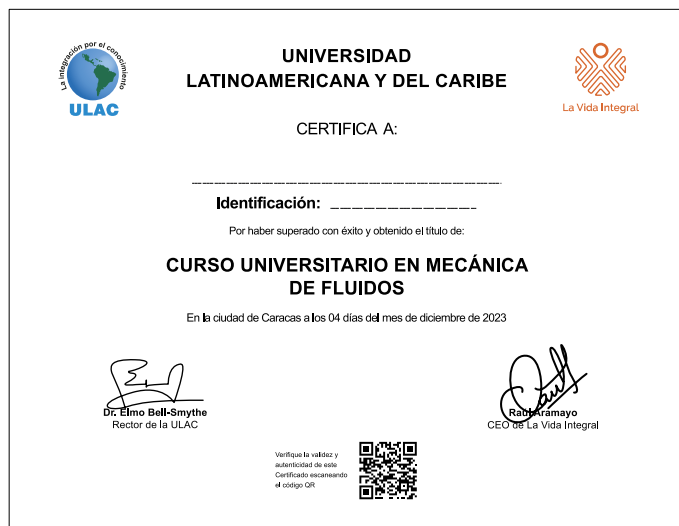 La integración por el conocimiento
ULAC
UNIVERSIDAD
LATINOAMERICANA Y DEL CARIBE
La Vida Integral
CERTIFICA A:
Identificación:
Por haber superado con éxito y obtenido el título de:
CURSO UNIVERSITARIO EN MECÁNICA
DE FLUIDOS
En la ciudad de Caracas a los 04 días del mes de diciembre de 2023
Dr. Elmo Bell-Smythe
Rector de la ULAC
Raúl Aramayo
CEO de La Vida Integral
Verifique la validez y
autenticidad de este
Certificado escaneando
el código QR